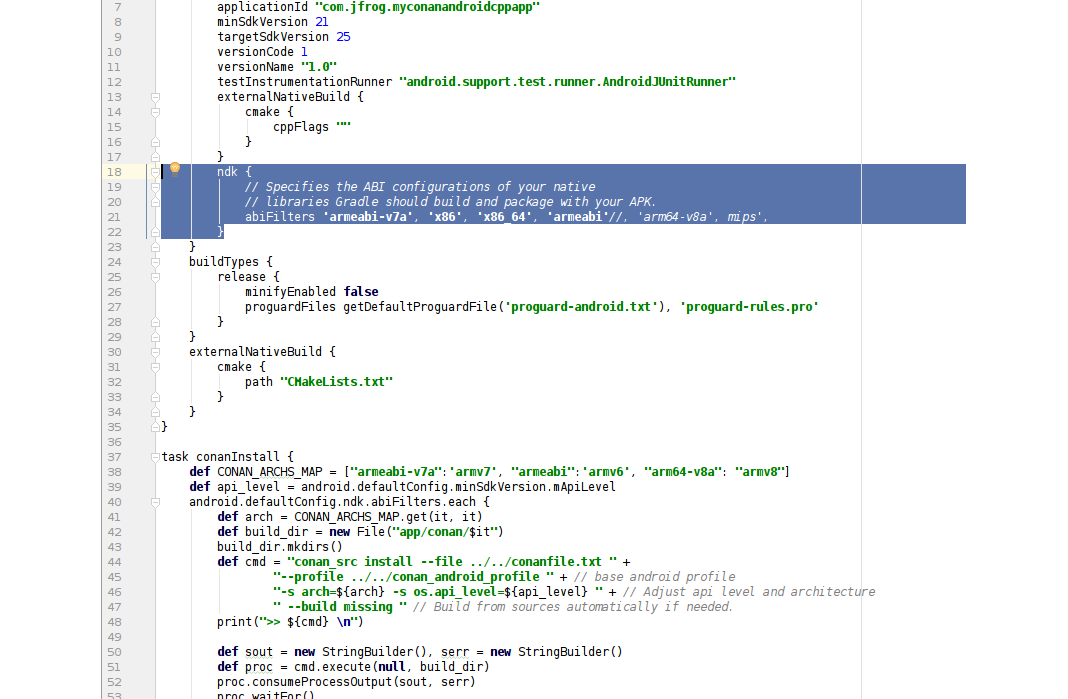 7 applicationId "com.jfrog.myconanandroidcppapp"
8 minSdkVersion 21
9 targetSdkVersion 25
10 versionCode 1
11 versionName "1.0"
12 testInstrumentationRunner "android.support.test.runner.AndroidJUnitRunner"
13 externalNativeBuild {
14 cmake {
15 cppFlags ""
16 }
17 }
18 ndk {
19 // Specifies the ABI configurations of your native
20 // libraries Gradle should build and package with your APK.
21 abiFilters 'armeabi-v7a', 'x86', 'x86_64', 'armeabi'//, 'arm64-v8a', mips',
22 }
23 }
24 buildTypes {
25 release {
26 minifyEnabled false
27 proguardFiles getDefaultProguardFile('proguard-android.txt'), 'proguard-rules.pro'
28 }
29 }
30 externalNativeBuild {
31 cmake {
32 path "CMakeLists.txt"
33 }
34 }
35 }
36
37 task conanInstall {
38 def CONAN_ARCHS_MAP = ["armeabi-v7a":'armv7', "armeabi":'armv6', "arm64-v8a": "armv8"]
39 def api_level = android.defaultConfig.minSdkVersion.mApiLevel
40 android.defaultConfig.ndk.abiFilters.each {
41 def arch = CONAN_ARCHS_MAP.get(it, it)
42 def build_dir = new File("app/conan/$it")
43 build_dir.mkdirs()
44 def cmd = "conan_src install --file ../../conanfile.txt " +
45 "--profile ../../conan_android_profile " + // base android profile
46 "-s arch=${arch} -s os.api_level=${api_level} " + // Adjust api level and architecture
47 " --build missing " // Build from sources automatically if needed.
48 print(">> ${cmd} \n")
49
50 def sout = new StringBuilder(), serr = new StringBuilder()
51 def proc = cmd.execute(null, build_dir)
52 proc.consumeProcessOutput(sout, serr)
53 proc.waitFor()